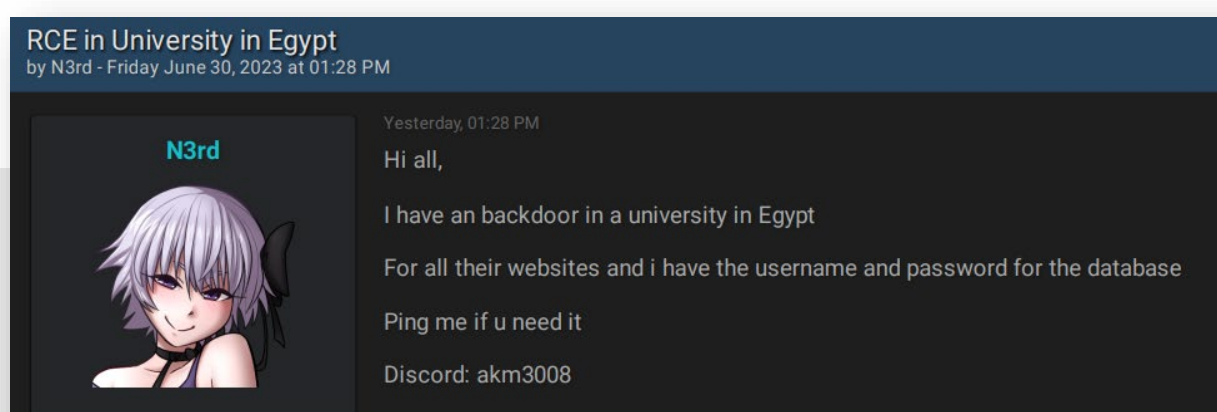 RCE in University in Egypt
by N3rd - Friday June 30, 2023 at 01:28 PM
N3rd
Yesterday, 01:28 PM
Hi all,
I have an backdoor in a university in Egypt
For all their websites and i have the username and password for the database
Ping me if u need it
Discord: akm3008